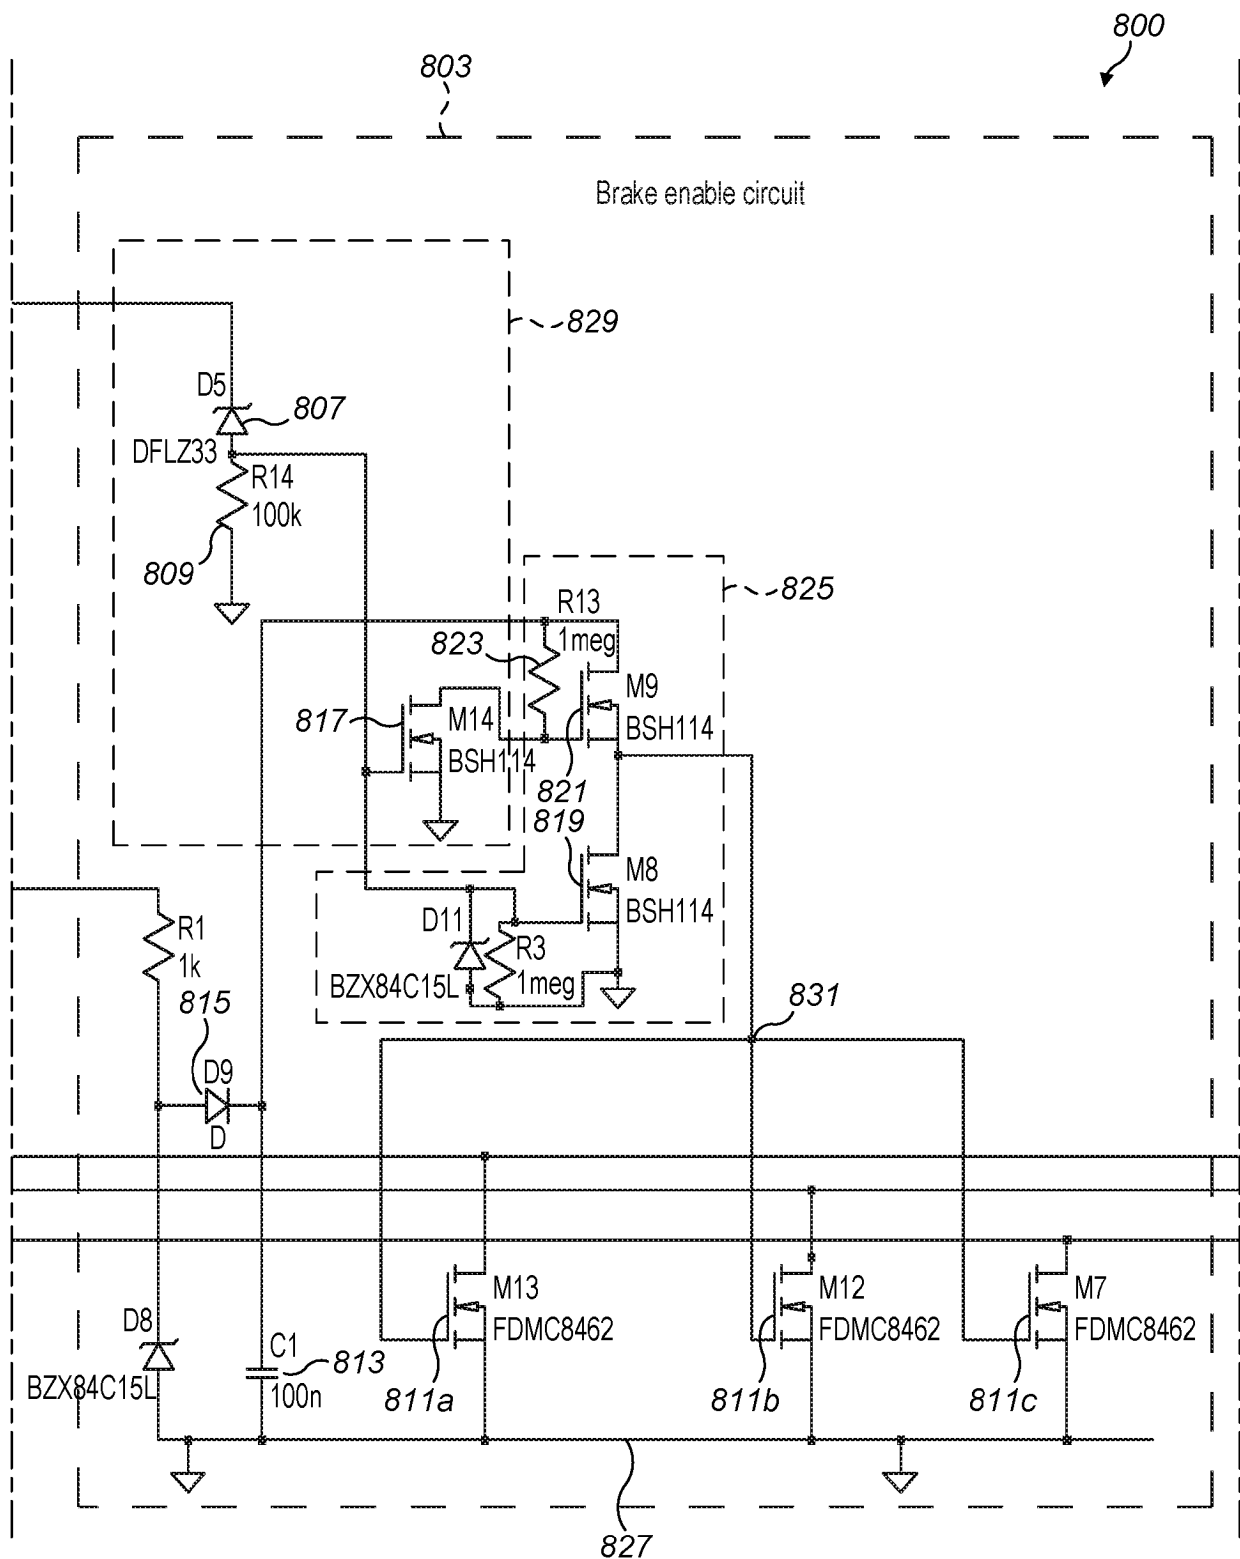 800
803
Brake enable circuit
829
D5
807
DFLZ33
R14
100k
809
825
R13
1meg
823
M9
817
M14
BSH114
BSH114
821
819
M8
BSH114
R1
1k
D11
R3
1meg
BZX84C15L
815
831
D9
D
M13
FDMC8462
M12
FDMC8462
M7
FDMC8462
D8
BZX84C15L
C1
813
100n
811a
811b
811c
827